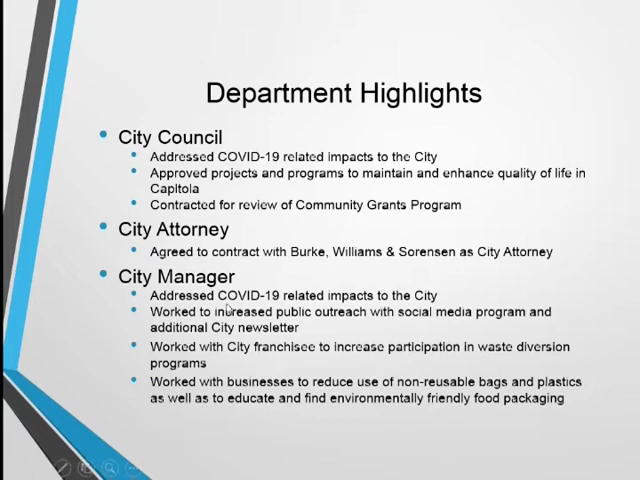 Department Highlights
City Council
Addressed COVID-19 related impacts to the City
Approved projects and programs to maintain and enhance quality of life in
Capitola
Contracted for review of Community Grants Program
City Attorney
Agreed to contract with Burke, Williams & Sorensen as City Attorney
City Manager
Addressed COVID-19 related impacts to the City
Worked to increased public outreach with social media program and
additional City newsletter
Worked with City franchisee to increase participation in waste diversion
programs
Worked with businesses to reduce use of non-reusable bags and plastics
as well as to educate and find environmentally friendly food packaging